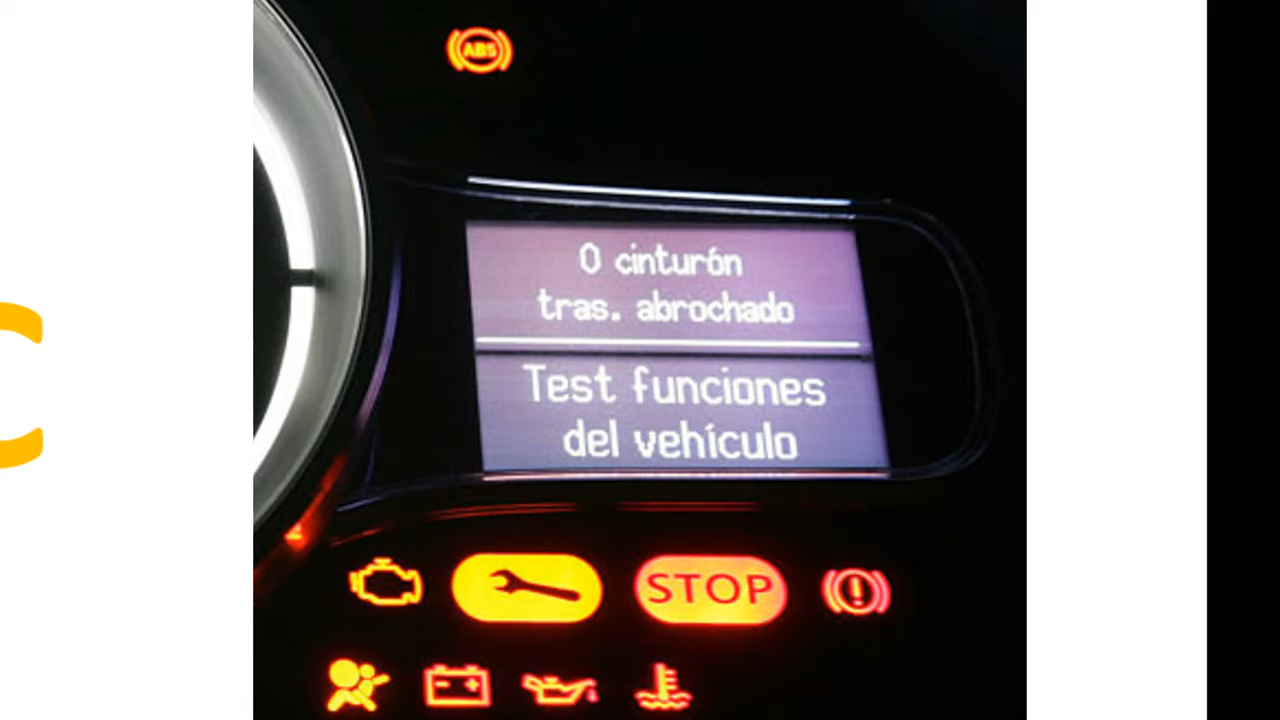 ABS
0 cinturón
tras. abrochado
Test funciones
del vehículo
STOP